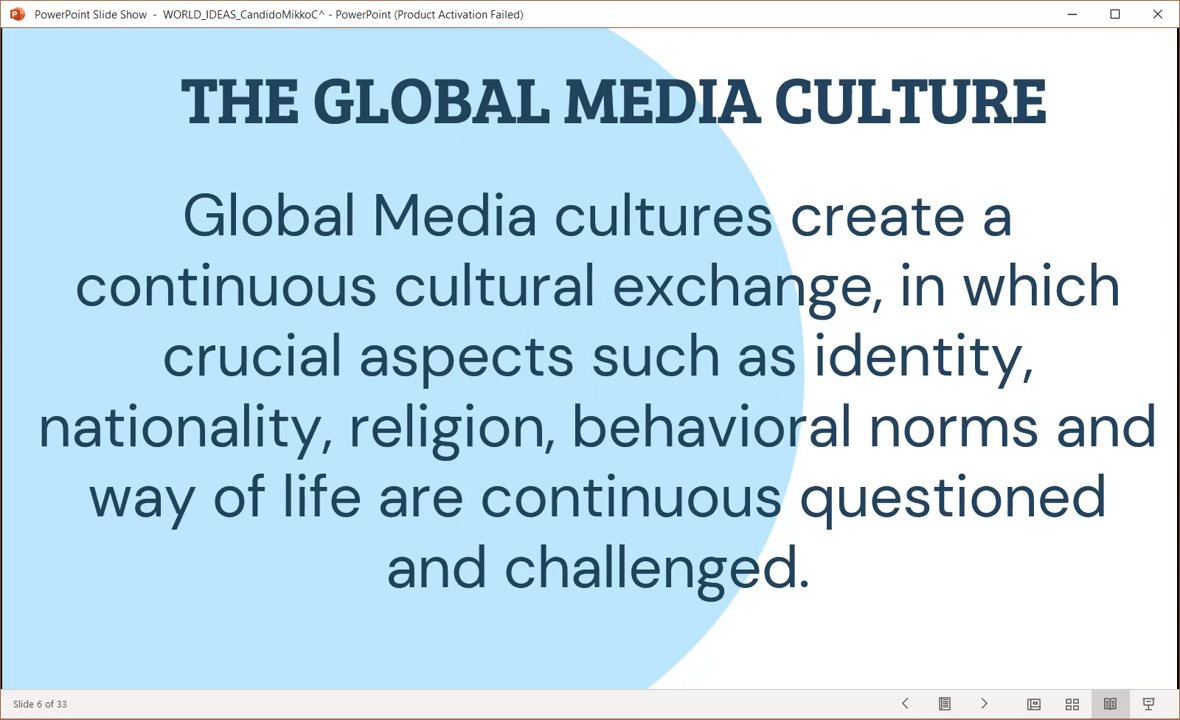 PowerPoint Slide Show - WORLD_IDEAS_CandidoMikkoC^ - PowerPoint (Product Activation Failed)
THE GLOBAL MEDIA CULTURE
Global Media cultures create a
continuous cultural exchange, in which
crucial aspects such as identity,
nationality, religion, behavioral norms and
way of life are continuous questioned
and challenged.
Slide 6 of 33